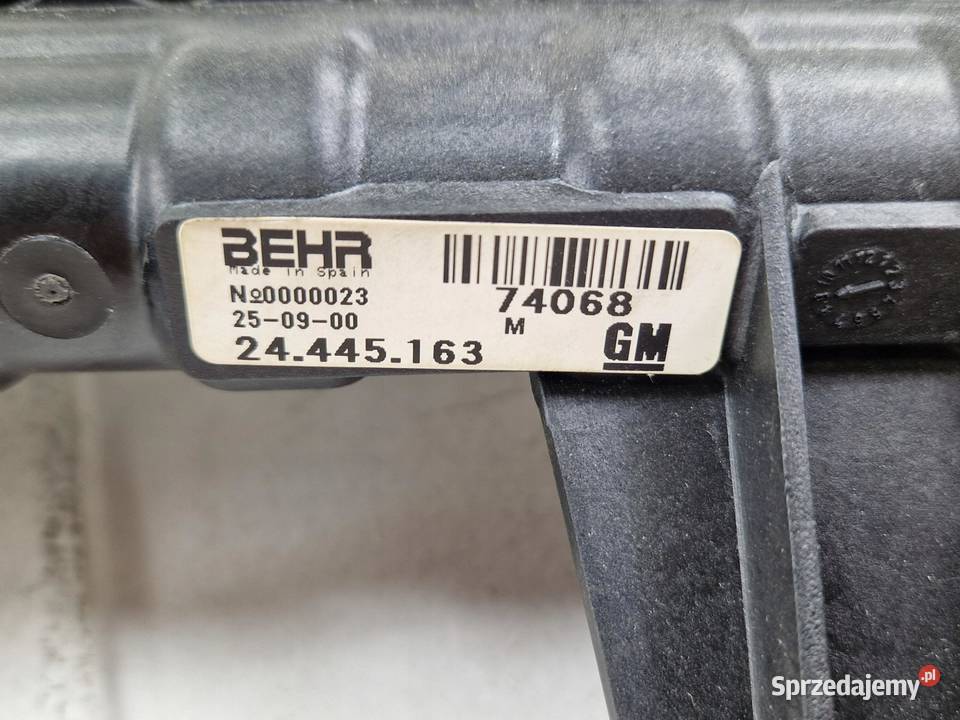 BEHR
Made in Spain
№0000023
25-09-00
24.445.163
74068
M
GM
Sprzedajemy.pl